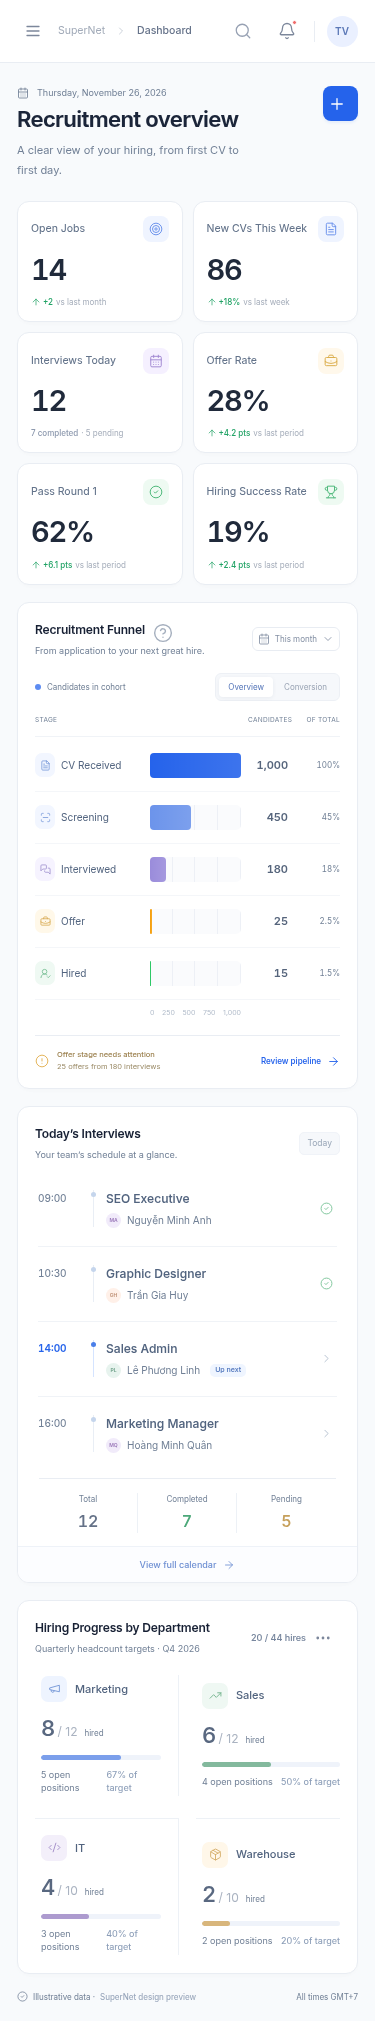 SuperNet > Dashboard
TV
Thursday, November 26, 2026
Recruitment overview
A clear view of your hiring, from first CV to
first day.
Open Jobs
14
↑ +2 vs last month
New CVs This Week
86
↑ +18% vs last week
Interviews Today
12
7 completed · 5 pending
Offer Rate
28%
↑ +4.2 pts vs last period
Pass Round 1
62%
↑ +6.1 pts vs last period
Hiring Success Rate
19%
↑ +2.4 pts vs last period
Recruitment Funnel
From application to your next great hire.
This month
Candidates in cohort
Overview Conversion
STAGE CANDIDATES OF TOTAL
CV Received 1,000 100%
Screening 450 45%
Interviewed 180 18%
Offer 25 2.5%
Hired 15 1.5%
0 250 500 750 1,000
Offer stage needs attention
25 offers from 180 interviews
Review pipeline →
Today's Interviews
Your team's schedule at a glance.
Today
09:00 SEO Executive
MA Nguyễn Minh Anh
10:30 Graphic Designer
GH Trần Gia Huy
14:00 Sales Admin
PL Lê Phương Linh Up next
16:00 Marketing Manager
MQ Hoàng Minh Quân
Total Completed Pending
12 7 5
View full calendar →
Hiring Progress by Department
Quarterly headcount targets · Q4 2026
20 / 44 hires
Marketing
8 / 12 hired
5 open positions 67% of target
Sales
6 / 12 hired
4 open positions 50% of target
IT
4 / 10 hired
3 open positions 40% of target
Warehouse
2 / 10 hired
2 open positions 20% of target
Illustrative data · SuperNet design preview
All times GMT+7